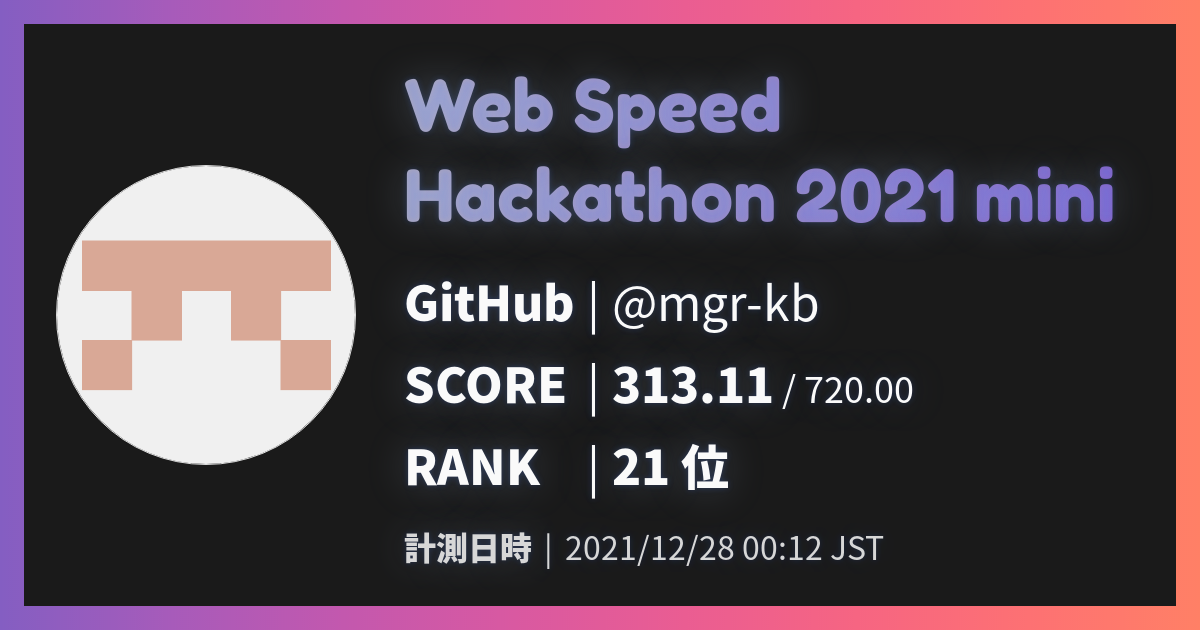 Web Speed
Hackathon 2021 mini
GitHub | @mgr-kb
SCORE | 313.11 / 720.00
RANK | 21 位
計測日時 | 2021/12/28 00:12 JST